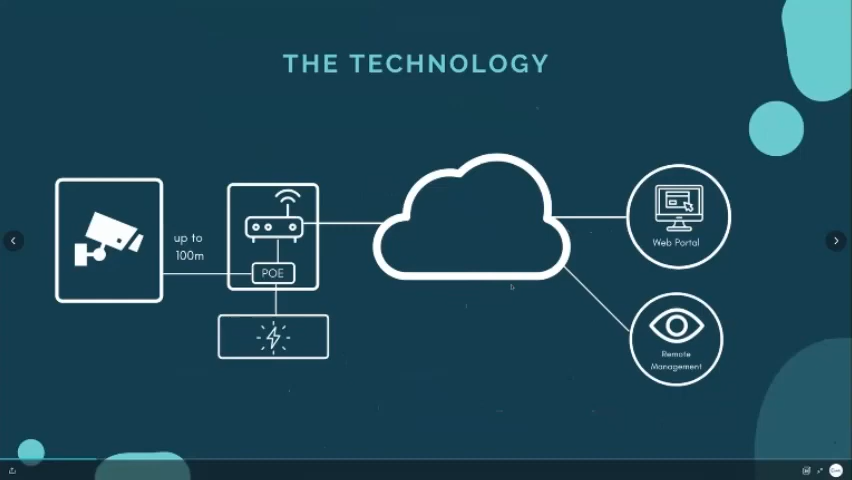 THE TECHNOLOGY
up to
100m
POE
Web Portal
Remote
Management